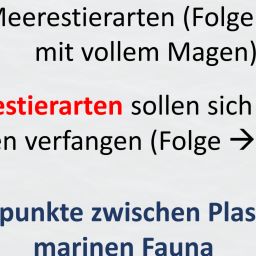 Meerestierarten (Folge
mit vollem Magen)
estierarten sollen sich
en verfangen (Folge →
punkte zwischen Plas
marinen Fauna